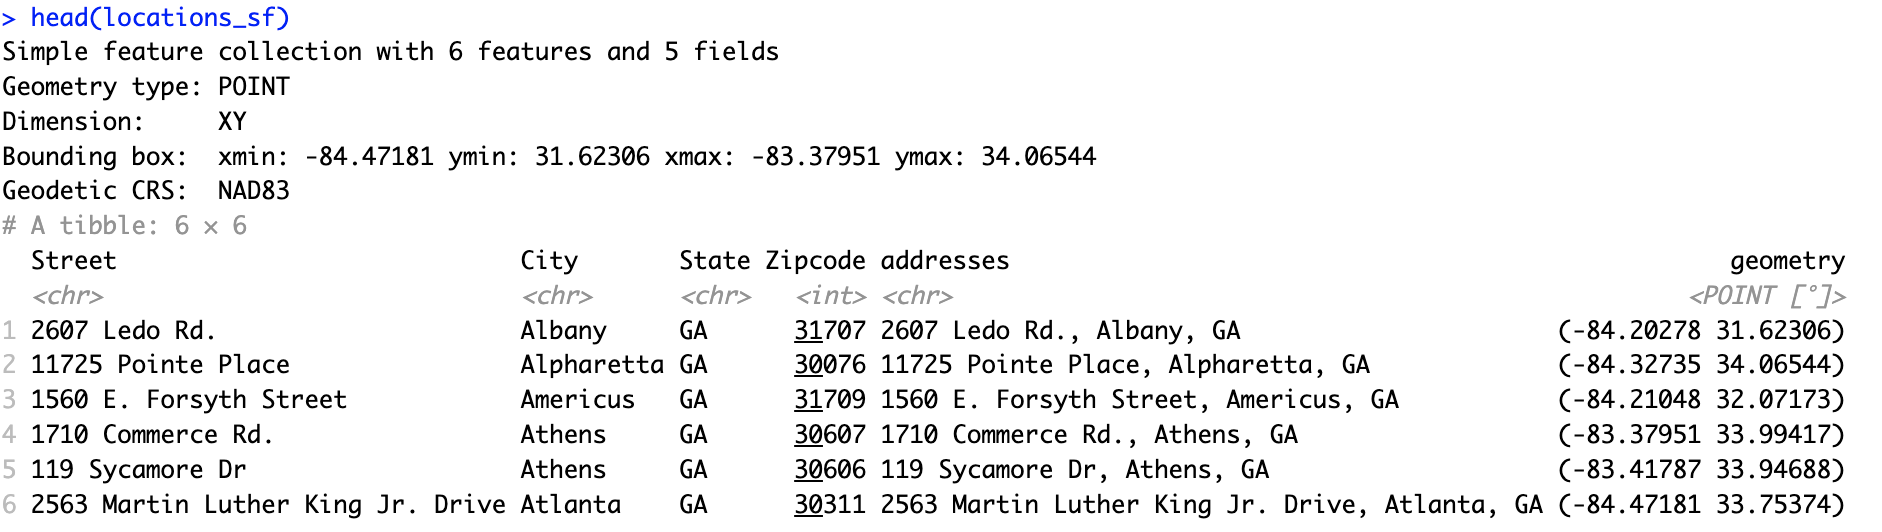 > head(locations_sf)
Simple feature collection with 6 features and 5 fields
Geometry type: POINT
Dimension:     XY
Bounding box:  xmin: -84.47181 ymin: 31.62306 xmax: -83.37951 ymax: 34.06544
Geodetic CRS:  NAD83
# A tibble: 6 × 6
  Street                           City       State Zipcode addresses                                                 geometry
  <chr>                            <chr>      <chr>   <int> <chr>                                                  <POINT [°]>
1 2607 Ledo Rd.                    Albany     GA      31707 2607 Ledo Rd., Albany, GA                     (-84.20278 31.62306)
2 11725 Pointe Place               Alpharetta GA      30076 11725 Pointe Place, Alpharetta, GA            (-84.32735 34.06544)
3 1560 E. Forsyth Street           Americus   GA      31709 1560 E. Forsyth Street, Americus, GA          (-84.21048 32.07173)
4 1710 Commerce Rd.                Athens     GA      30607 1710 Commerce Rd., Athens, GA                 (-83.37951 33.99417)
5 119 Sycamore Dr                  Athens     GA      30606 119 Sycamore Dr, Athens, GA                   (-83.41787 33.94688)
6 2563 Martin Luther King Jr. Drive Atlanta    GA      30311 2563 Martin Luther King Jr. Drive, Atlanta, GA (-84.47181 33.75374)